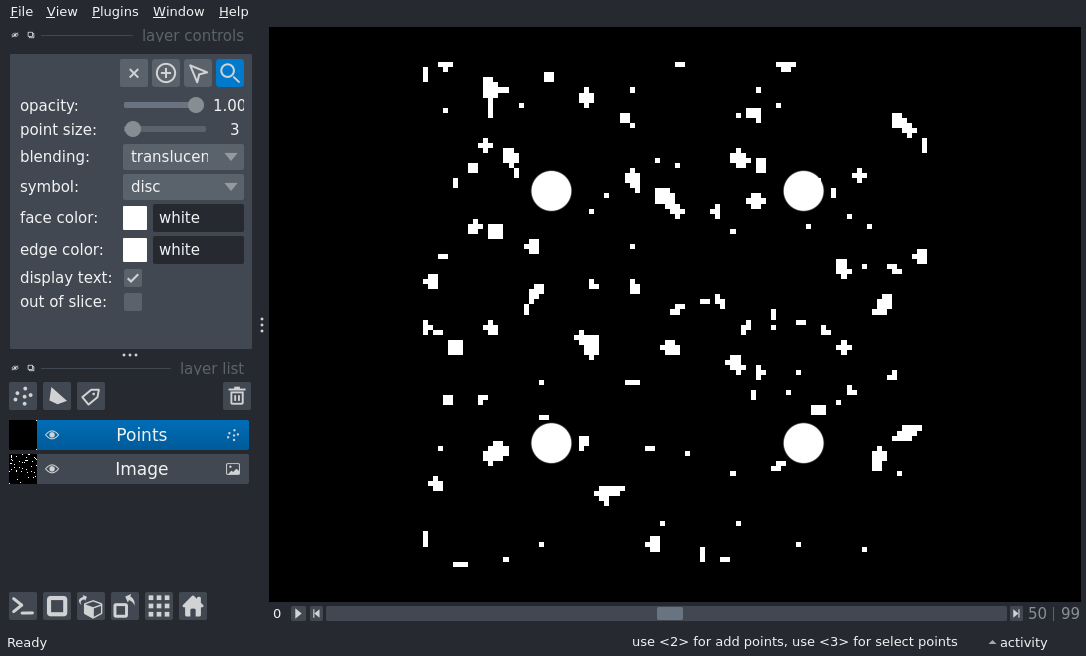 File View Plugins Window Help
layer controls
opacity: 1.00
point size: 3
blending: translucen
symbol: disc
face color: white
edge color: white
display text:
out of slice:
layer list
Points
Image
0 50 | 99
Ready use <2> for add points, use <3> for select points activity